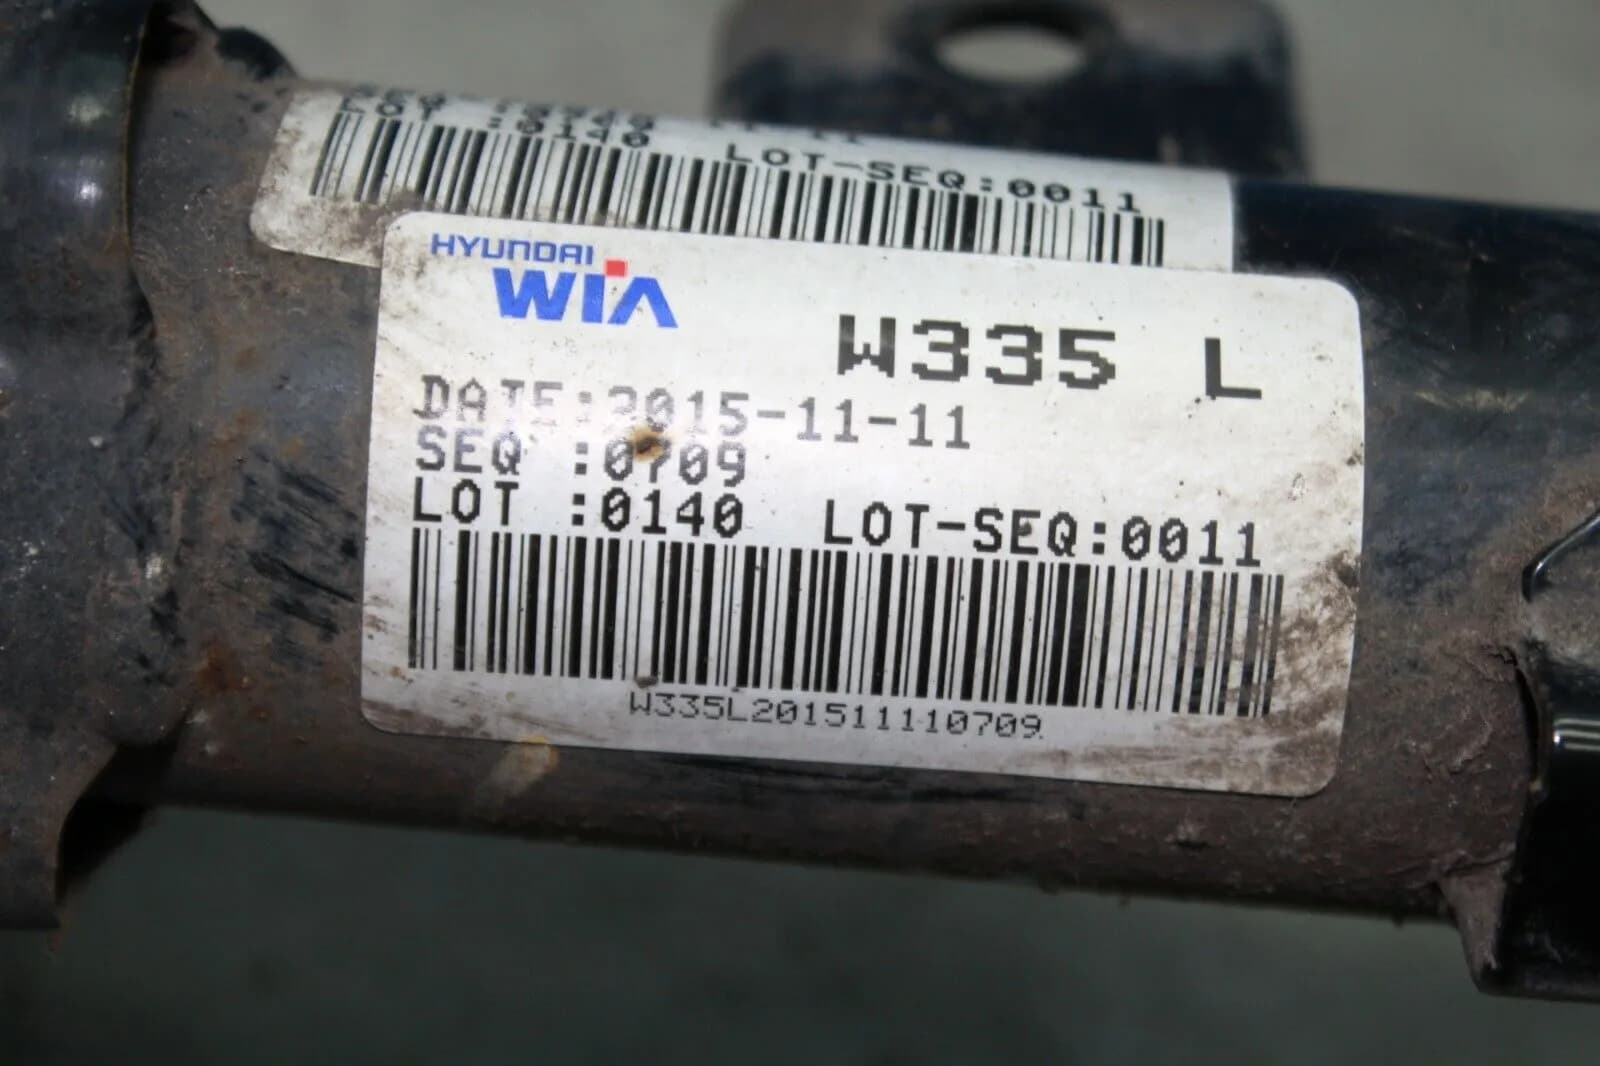 LOT :0140 LOT-SEQ:0011
HYUNDAI
WIA
W335 L
DATE:2015-11-11
SEQ :0709
LOT :0140 LOT-SEQ:0011
W335L201511110709